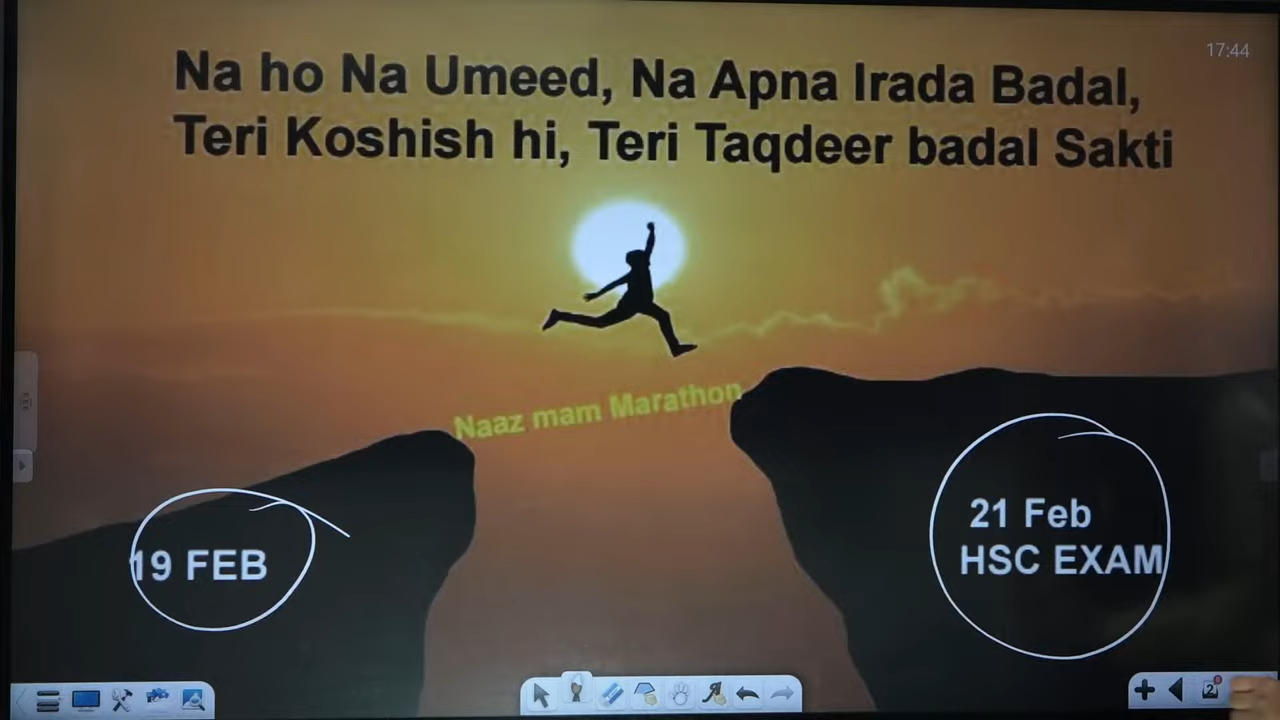 17:44
Na ho Na Umeed, Na Apna Irada Badal,
Teri Koshish hi, Teri Taqdeer badal Sakti
Naaz mam Marathon
19 FEB
21 Feb
HSC EXAM
2